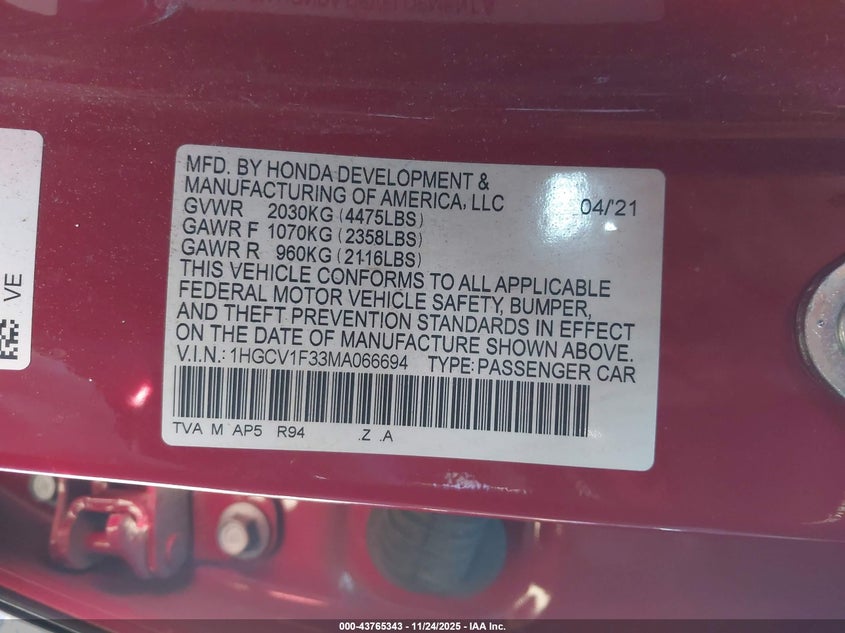 MFD. BY HONDA DEVELOPMENT &
MANUFACTURING OF AMERICA, LLC 04/'21
GVWR 2030KG (4475LBS)
GAWR F 1070KG (2358LBS)
GAWR R 960KG (2116LBS)
THIS VEHICLE CONFORMS TO ALL APPLICABLE
FEDERAL MOTOR VEHICLE SAFETY, BUMPER,
AND THEFT PREVENTION STANDARDS IN EFFECT
ON THE DATE OF MANUFACTURE SHOWN ABOVE.
V.I.N.: 1HGCV1F33MA066694 TYPE: PASSENGER CAR
TVA M AP5 R94 .Z .A
VE
000-43765343 - 11/24/2025 - IAA Inc.